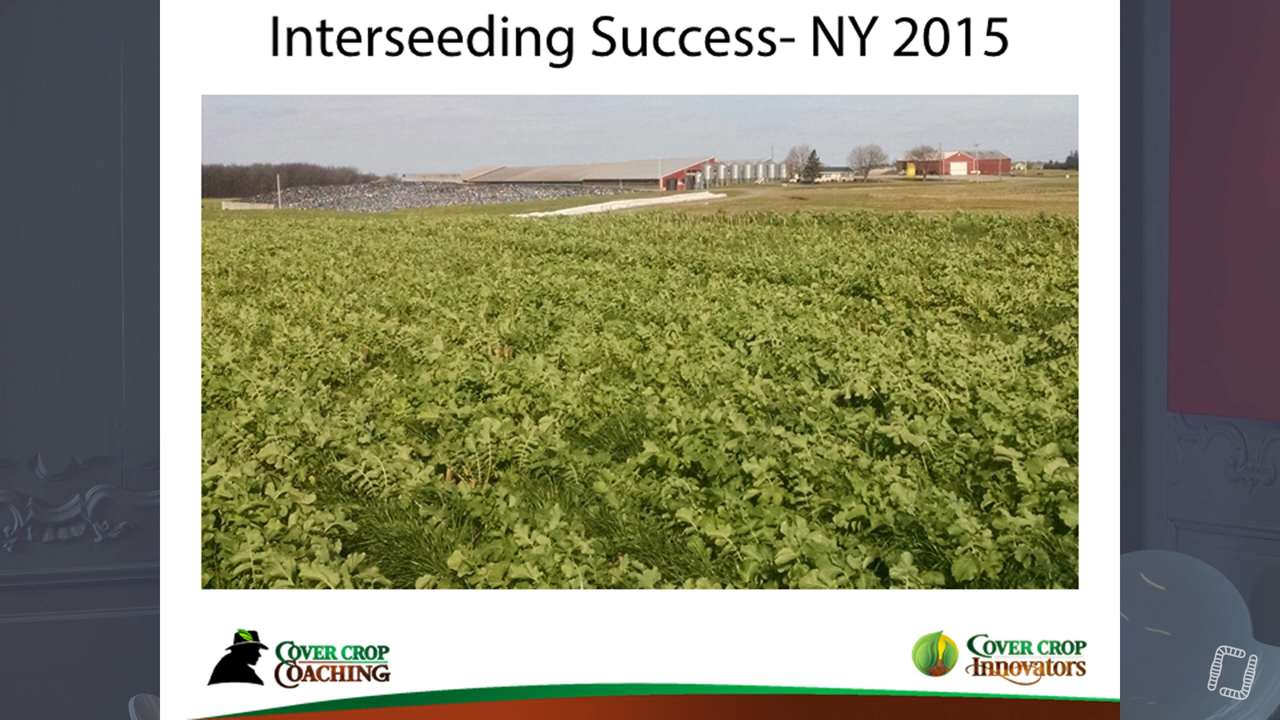 Interseeding Success- NY 2015
COVER CROP
COACHING
COVER CROP
Innovators